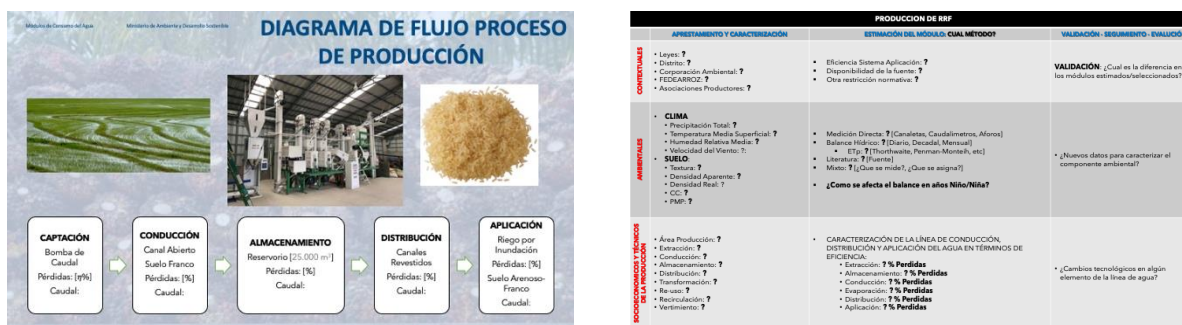 Módulos de Consumo del Agua
Ministerio de Ambiente y Desarrollo Sostenible
DIAGRAMA DE FLUJO PROCESO
DE PRODUCCIÓN
CAPTACIÓN
Bomba de
Caudal
Pérdidas: [η%]
Caudal:
CONDUCCIÓN
Canal Abierto
Suelo Franco
Pérdidas: [%]
Caudal:
ALMACENAMIENTO
Reservorio [25.000 m³]
Pérdidas: [%]
Caudal:
DISTRIBUCIÓN
Canales
Revestidos
Pérdidas: [%]
Caudal:
APLICACIÓN
Riego por
Inundación
Pérdidas: [%]
Suelo Arenoso-
Franco
Caudal:
PRODUCCION DE RRF
APRESTAMIENTO Y CARACTERIZACIÓN
ESTIMACIÓN DEL MÓDULO: CUAL MÉTODO?
VALIDACIÓN - SEGUIMIENTO - EVALUCIÓ
CONTEXTUALES
• Leyes: ?
• Distrito: ?
• Corporación Ambiental: ?
• FEDEARROZ: ?
• Asociaciones Productores: ?
▪ Eficiencia Sistema Aplicación: ?
▪ Disponibilidad de la fuente: ?
▪ Otra restricción normativa: ?
VALIDACIÓN: ¿Cual es la diferencia en
los módulos estimados/seleccionados?
AMBIENTALES
• CLIMA
• Precipitación Total: ?
• Temperatura Media Superficial: ?
• Humedad Relativa Media: ?
• Velocidad del Viento: ?:
• SUELO:
• Textura: ?
• Densidad Aparente: ?
• Densidad Real: ?
• CC: ?
• PMP: ?
▪ Medición Directa: ? [Canaletas, Caudalimetros, Aforos]
▪ Balance Hídrico: ? [Diario, Decadal, Mensual]
▪ ETp: ? [Thorthwaite, Penman-Monteih, etc]
▪ Literatura: ? [Fuente]
▪ Mixto: ? [¿Que se mide?, ¿Que se asigna?]
▪ ¿Como se afecta el balance en años Niño/Niña?
• ¿Nuevos datos para caracterizar el
componente ambiental?
SOCIOECONOMICOS Y TÉCNICOS
DE LA PRODUCCIÓN
• Área Producción: ?
• Extracción: ?
• Conducción: ?
• Almacenamiento: ?
• Distribución: ?
• Transformación: ?
• Re-uso: ?
• Recirculación: ?
• Vertimiento: ?
• CARACTERIZACIÓN DE LA LÍNEA DE CONDUCCIÓN,
DISTRIBUCIÓN Y APLICACIÓN DEL AGUA EN TÉRMINOS DE
EFICIENCIA:
• Extracción: ? % Perdidas
• Almacenamiento: ? % Perdidas
• Conducción: ? % Perdidas
• Evaporación: ? % Perdidas
• Distribución: ? % Perdidas
• Aplicación: ? % Perdidas
• ¿Cambios tecnológicos en algún
elemento de la línea de agua?